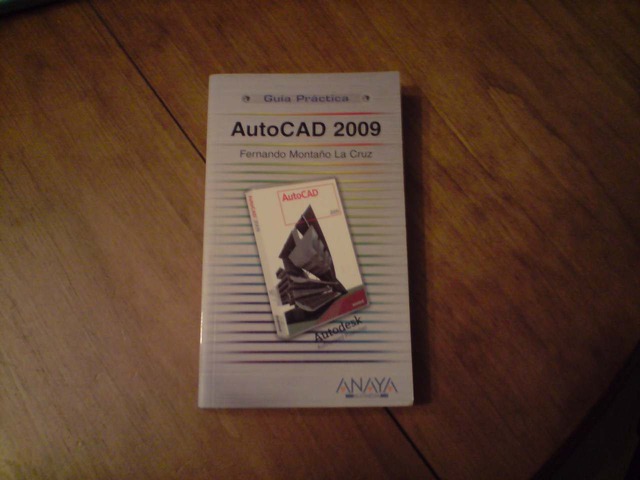 Guía Práctica
AutoCAD 2009
Fernando Montaño La Cruz
AutoCAD
Autodesk
ANAYA